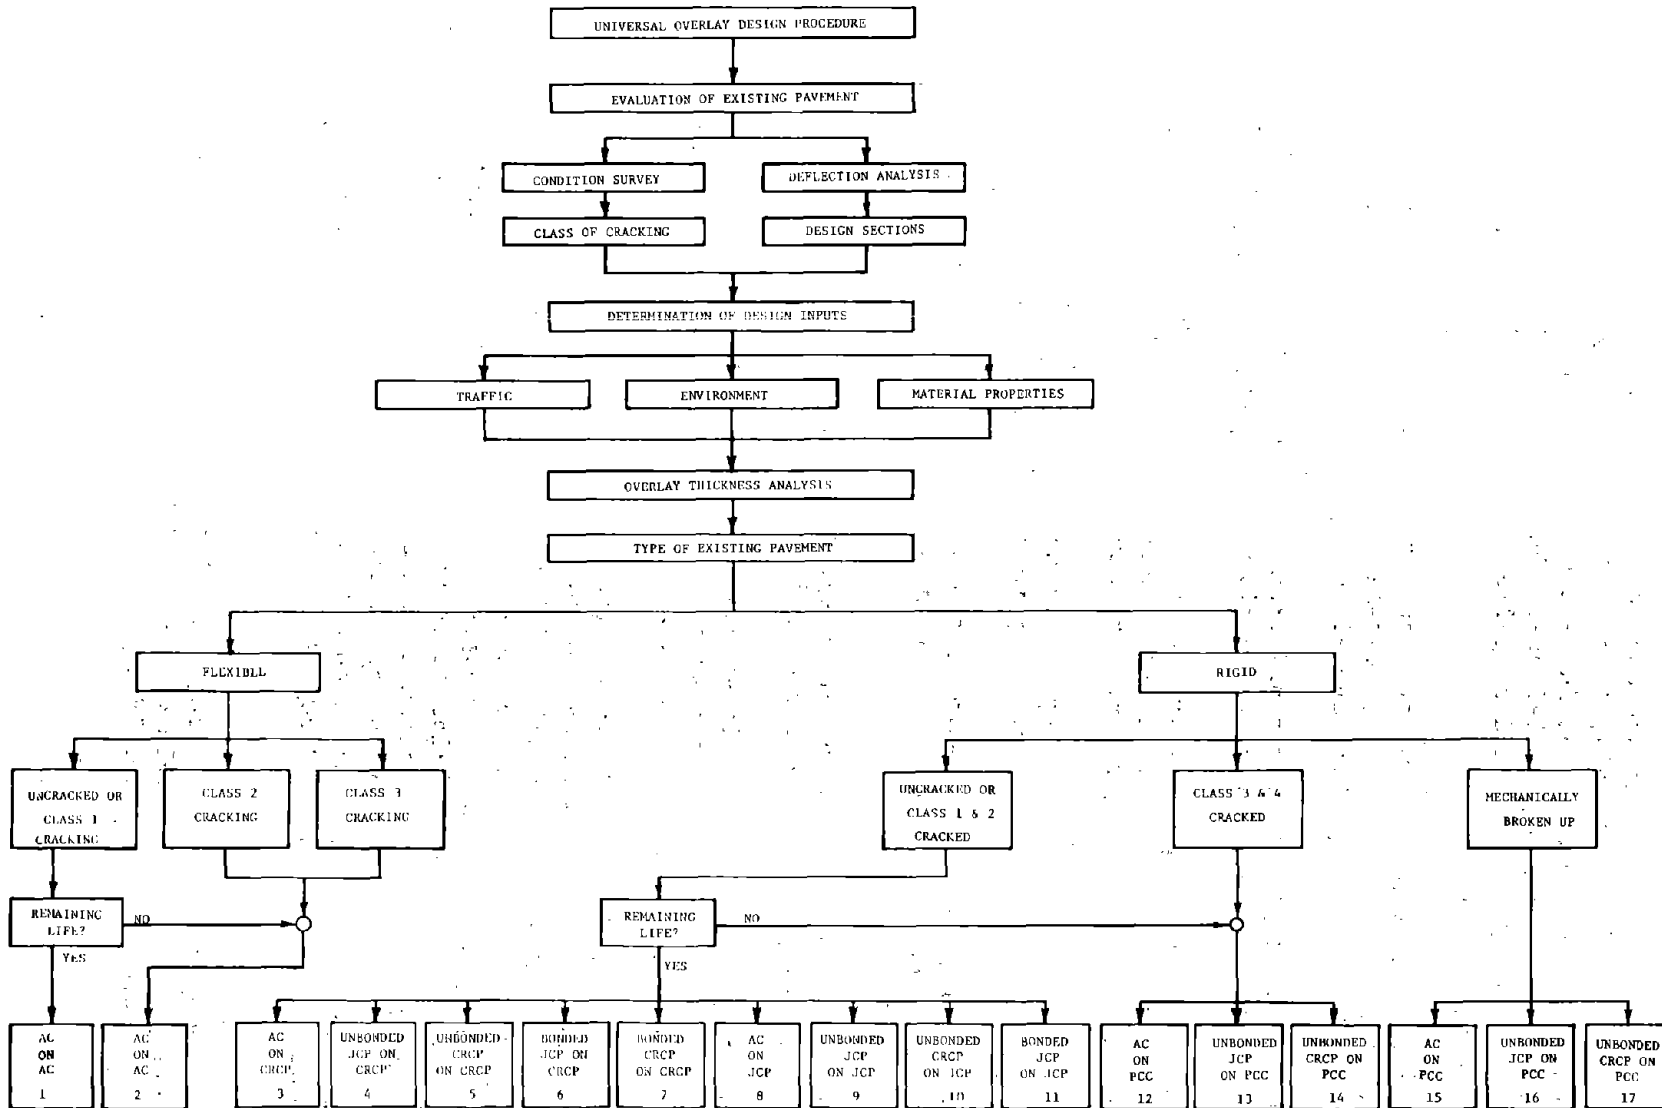 UNIVERSAL OVERLAY DESIGN PROCEDURE
EVALUATION OF EXISTING PAVEMENT
CONDITION SURVEY
DEFLECTION ANALYSIS
CLASS OF CRACKING
DESIGN SECTIONS
DETERMINATION OF DESIGN INPUTS
TRAFFIC
ENVIRONMENT
MATERIAL PROPERTIES
OVERLAY THICKNESS ANALYSIS
TYPE OF EXISTING PAVEMENT
FLEXIBLE
RIGID
UNCRACKED OR
CLASS 1
CRACKING
CLASS 2
CRACKING
CLASS 3
CRACKING
UNCRACKED OR
CLASS 1 & 2
CRACKED
CLASS 3 & 4
CRACKED
MECHANICALLY
BROKEN UP
REMAINING
LIFE?
NO
YES
REMAINING
LIFE?
NO
YES
AC
ON
AC
1
AC
ON
AC
2
AC
ON
CRCP
3
UNBONDED
JCP ON
CRCP
4
UNBONDED
CRCP
ON CRCP
5
BONDED
JCP ON
CRCP
6
BONDED
CRCP
ON CRCP
7
AC
ON
JCP
8
UNBONDED
JCP
ON JCP
9
UNBONDED
CRCP
ON JCP
10
BONDED
JCP
ON JCP
11
AC
ON
PCC
12
UNBONDED
JCP
ON PCC
13
UNBONDED
CRCP ON
PCC
14
AC
ON
PCC
15
UNBONDED
JCP ON
PCC
16
UNBONDED
CRCP ON
PCC
17